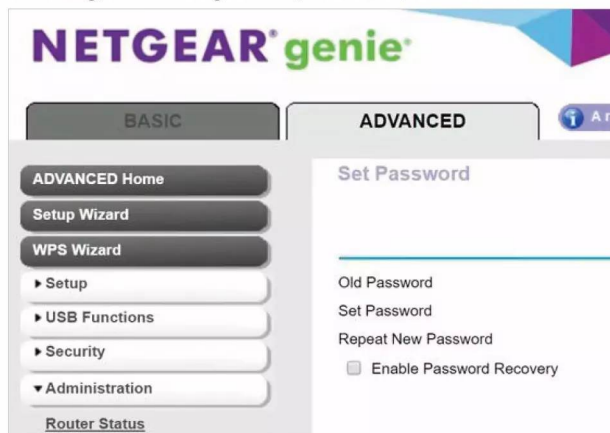 NETGEAR® genie®
BASIC
ADVANCED
ADVANCED Home
Setup Wizard
WPS Wizard
Setup
USB Functions
Security
Administration
Router Status
Set Password
Old Password
Set Password
Repeat New Password
Enable Password Recovery